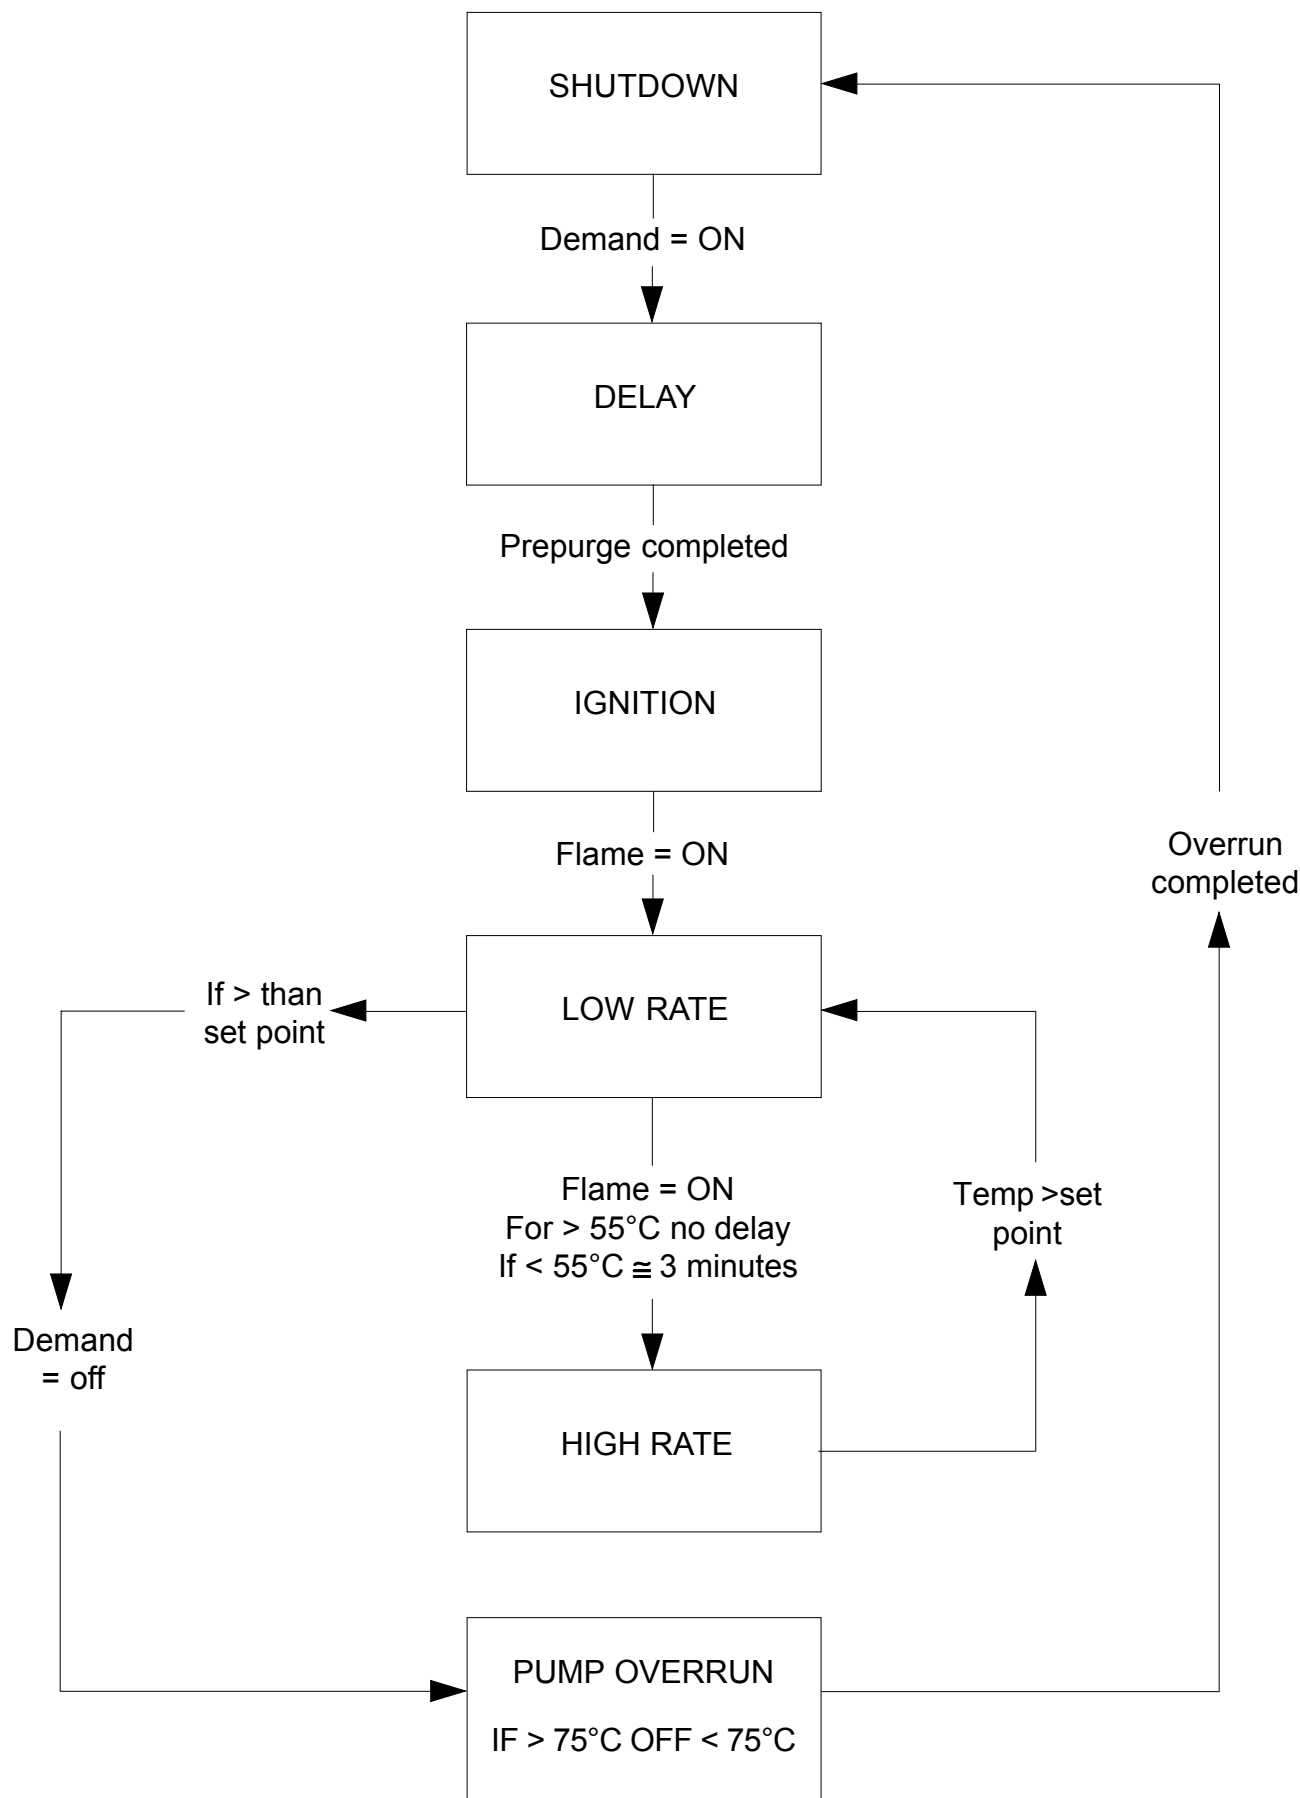 SHUTDOWN
Demand = ON
DELAY
Prepurge completed
IGNITION
Flame = ON
Overrun
completed
If > than
set point
LOW RATE
Flame = ON
For > 55°C no delay
If < 55°C ≅ 3 minutes
Temp >set
point
Demand
= off
HIGH RATE
PUMP OVERRUN
IF > 75°C OFF < 75°C